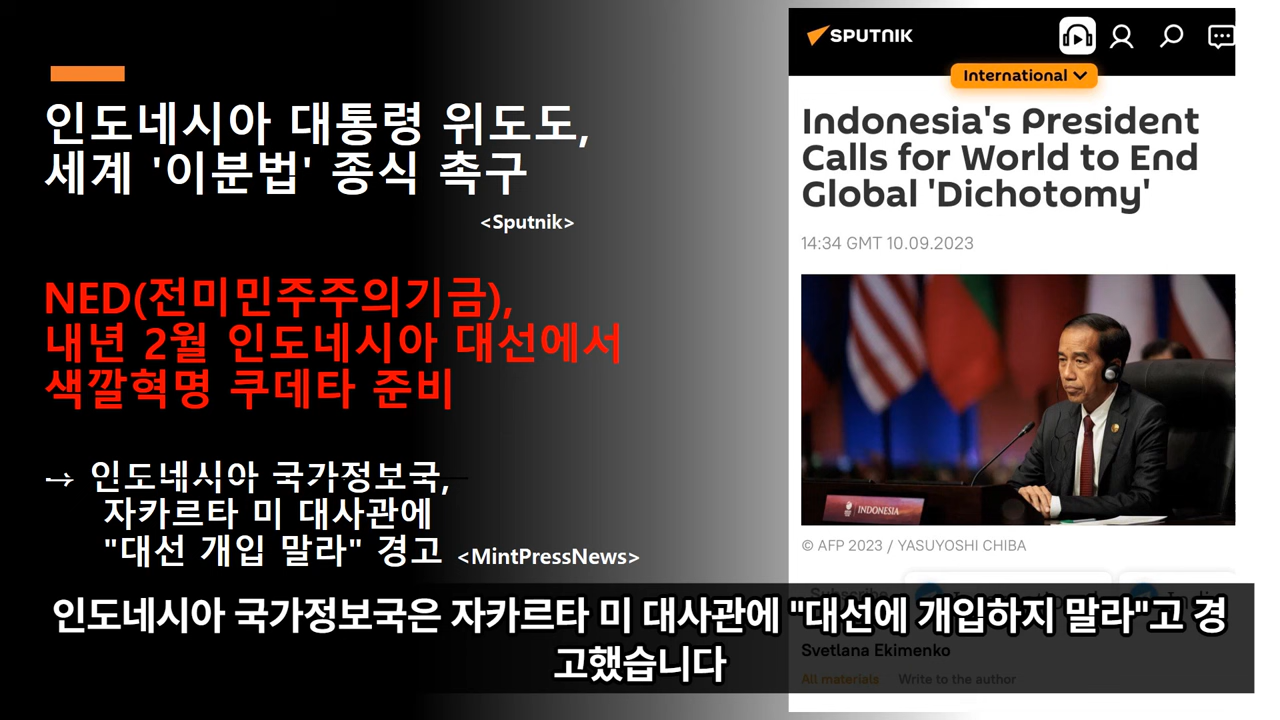 인도네시아 대통령 위도도,
세계 '이분법' 종식 촉구
<Sputnik>
NED(전미민주주의기금),
내년 2월 인도네시아 대선에서
색깔혁명 쿠데타 준비
→ 인도네시아 국가정보국,
자카르타 미 대사관에
"대선 개입 말라" 경고 <MintPressNews>
SPUTNIK
International
Indonesia's President
Calls for World to End
Global 'Dichotomy'
14:34 GMT 10.09.2023
INDONESIA
© AFP 2023 / YASUYOSHI CHIBA
Subscribe
인도네시아 국가정보국은 자카르타 미 대사관에 "대선에 개입하지 말라"고 경
고했습니다
Svetlana Ekimenko
All materials Write to the author